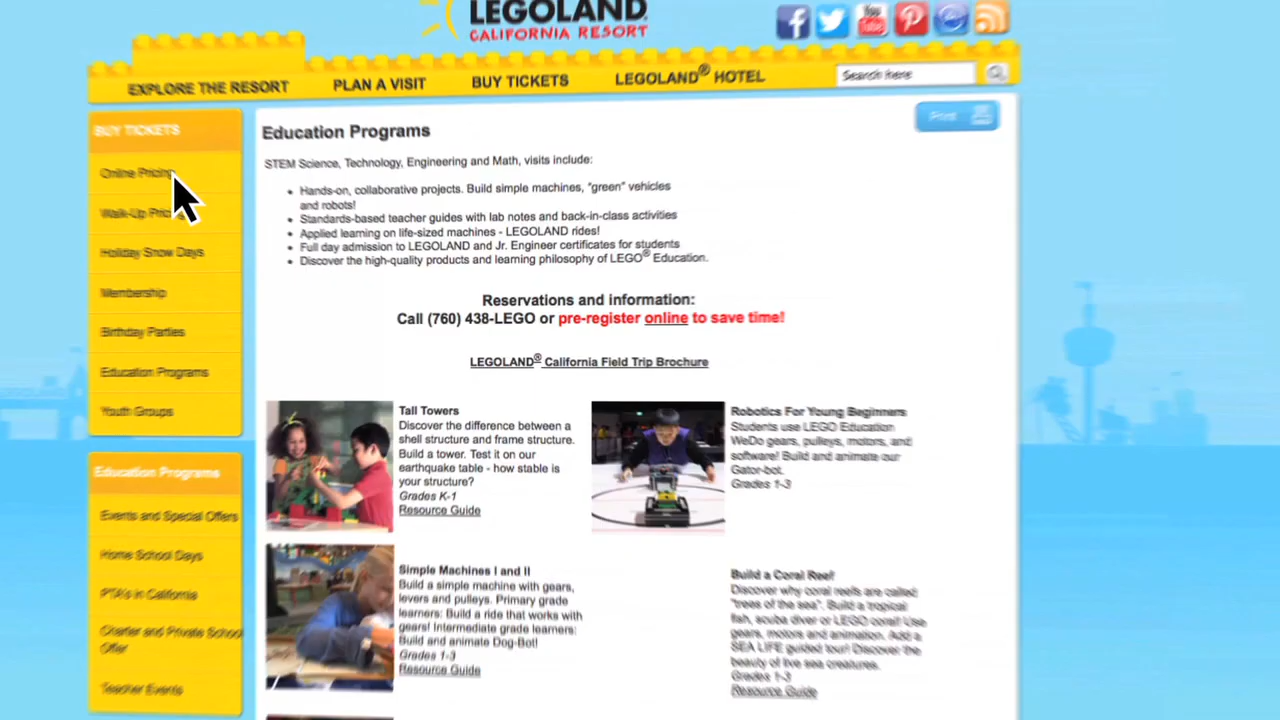 LEGOLAND
CALIFORNIA RESORT
EXPLORE THE RESORT
PLAN A VISIT
BUY TICKETS
LEGOLAND® HOTEL
Search here
BUY TICKETS
Online Pricing
Walk-Up Pricing
Holiday Snow Days
Membership
Birthday Parties
Education Programs
Youth Groups
Education Programs
Events and Special Offers
Home School Days
PTA's in California
Charter and Private School
Offer
Teacher Events
Print
Education Programs
STEM Science, Technology, Engineering and Math, visits include:
Hands-on, collaborative projects. Build simple machines, "green" vehicles
and robots!
Standards-based teacher guides with lab notes and back-in-class activities
Applied learning on life-sized machines - LEGOLAND rides!
Full day admission to LEGOLAND and Jr. Engineer certificates for students
Discover the high-quality products and learning philosophy of LEGO® Education.
Reservations and information:
Call (760) 438-LEGO or pre-register online to save time!
LEGOLAND® California Field Trip Brochure
Tall Towers
Discover the difference between a
shell structure and frame structure.
Build a tower. Test it on our
earthquake table - how stable is
your structure?
Grades K-1
Resource Guide
Robotics For Young Beginners
Students use LEGO Education
WeDo gears, pulleys, motors, and
software! Build and animate our
Gator-bot.
Grades 1-3
Simple Machines I and II
Build a simple machine with gears,
levers and pulleys. Primary grade
learners: Build a ride that works with
gears! Intermediate grade learners:
Build and animate Dog-Bot!
Grades 1-3
Resource Guide
Build a Coral Reef
Discover why coral reefs are called
"trees of the sea". Build a tropical
fish, scuba diver or LEGO coral! Use
gears, motors and animation. Add a
SEA LIFE guided tour! Discover the
beauty of live sea creatures.
Grades 1-3
Resource Guide